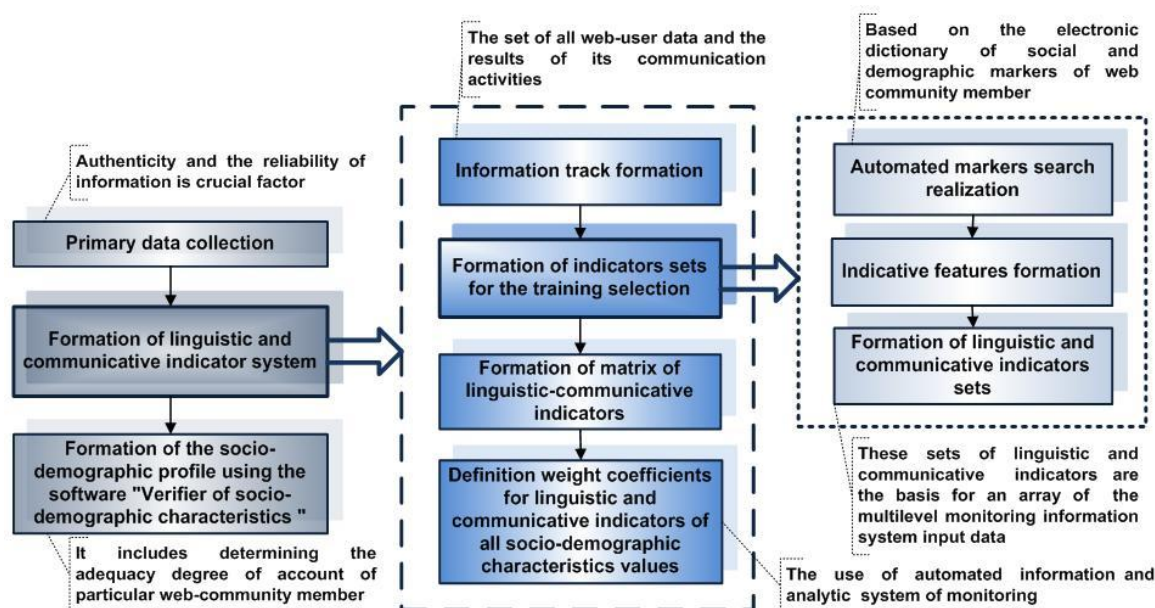 Authenticity and the reliability of
information is crucial factor
Primary data collection
Formation of linguistic and
communicative indicator system
Formation of the socio-
demographic profile using the
software "Verifier of socio-
demographic characteristics "
It includes determining the
adequacy degree of account of
particular web-community member
The set of all web-user data and the
results of its communication
activities
Information track formation
Formation of indicators sets
for the training selection
Formation of matrix of
linguistic-communicative
indicators
Definition weight coefficients
for linguistic and
communicative indicators of
all socio-demographic
characteristics values
The use of automated information and
analytic system of monitoring
Based on the electronic
dictionary of social and
demographic markers of web
community member
Automated markers search
realization
Indicative features formation
Formation of linguistic and
communicative indicators
sets
These sets of linguistic and
communicative indicators are
the basis for an array of the
multilevel monitoring information
system input data